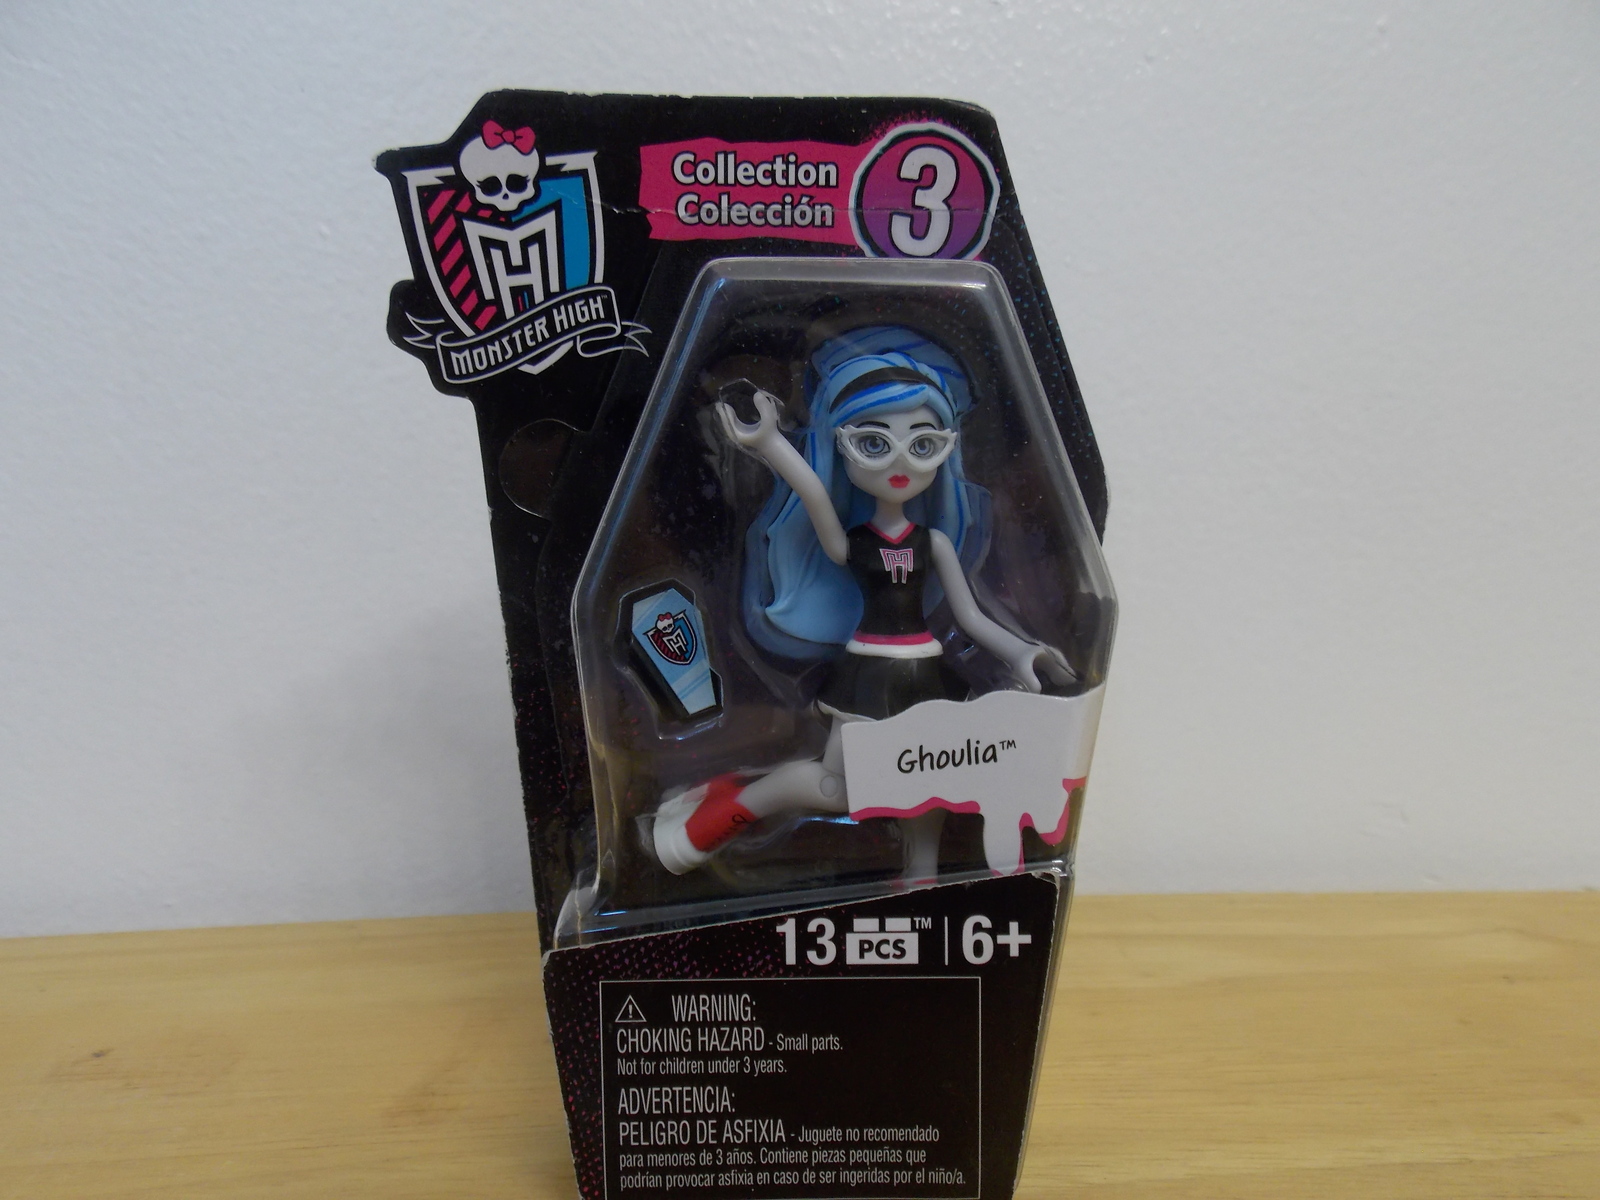 Collection
Colección
3
MONSTER HIGH™
Ghoulia™
13 PCS™ | 6+
WARNING:
CHOKING HAZARD - Small parts.
Not for children under 3 years.
ADVERTENCIA:
PELIGRO DE ASFIXIA - Juguete no recomendado
para menores de 3 años. Contiene piezas pequeñas que
podrían provocar asfixia en caso de ser ingeridas por el niño/a.